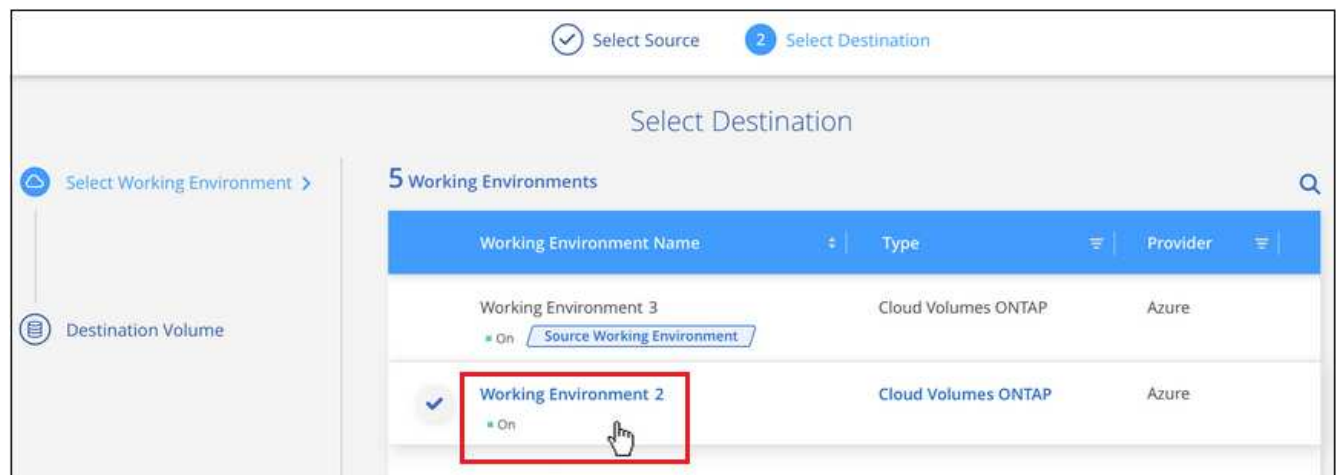 Select Source
2 Select Destination
Select Destination
Select Working Environment >
Destination Volume
5 Working Environments
Working Environment Name Type Provider
Working Environment 3 Cloud Volumes ONTAP Azure
On Source Working Environment
Working Environment 2 Cloud Volumes ONTAP Azure
On